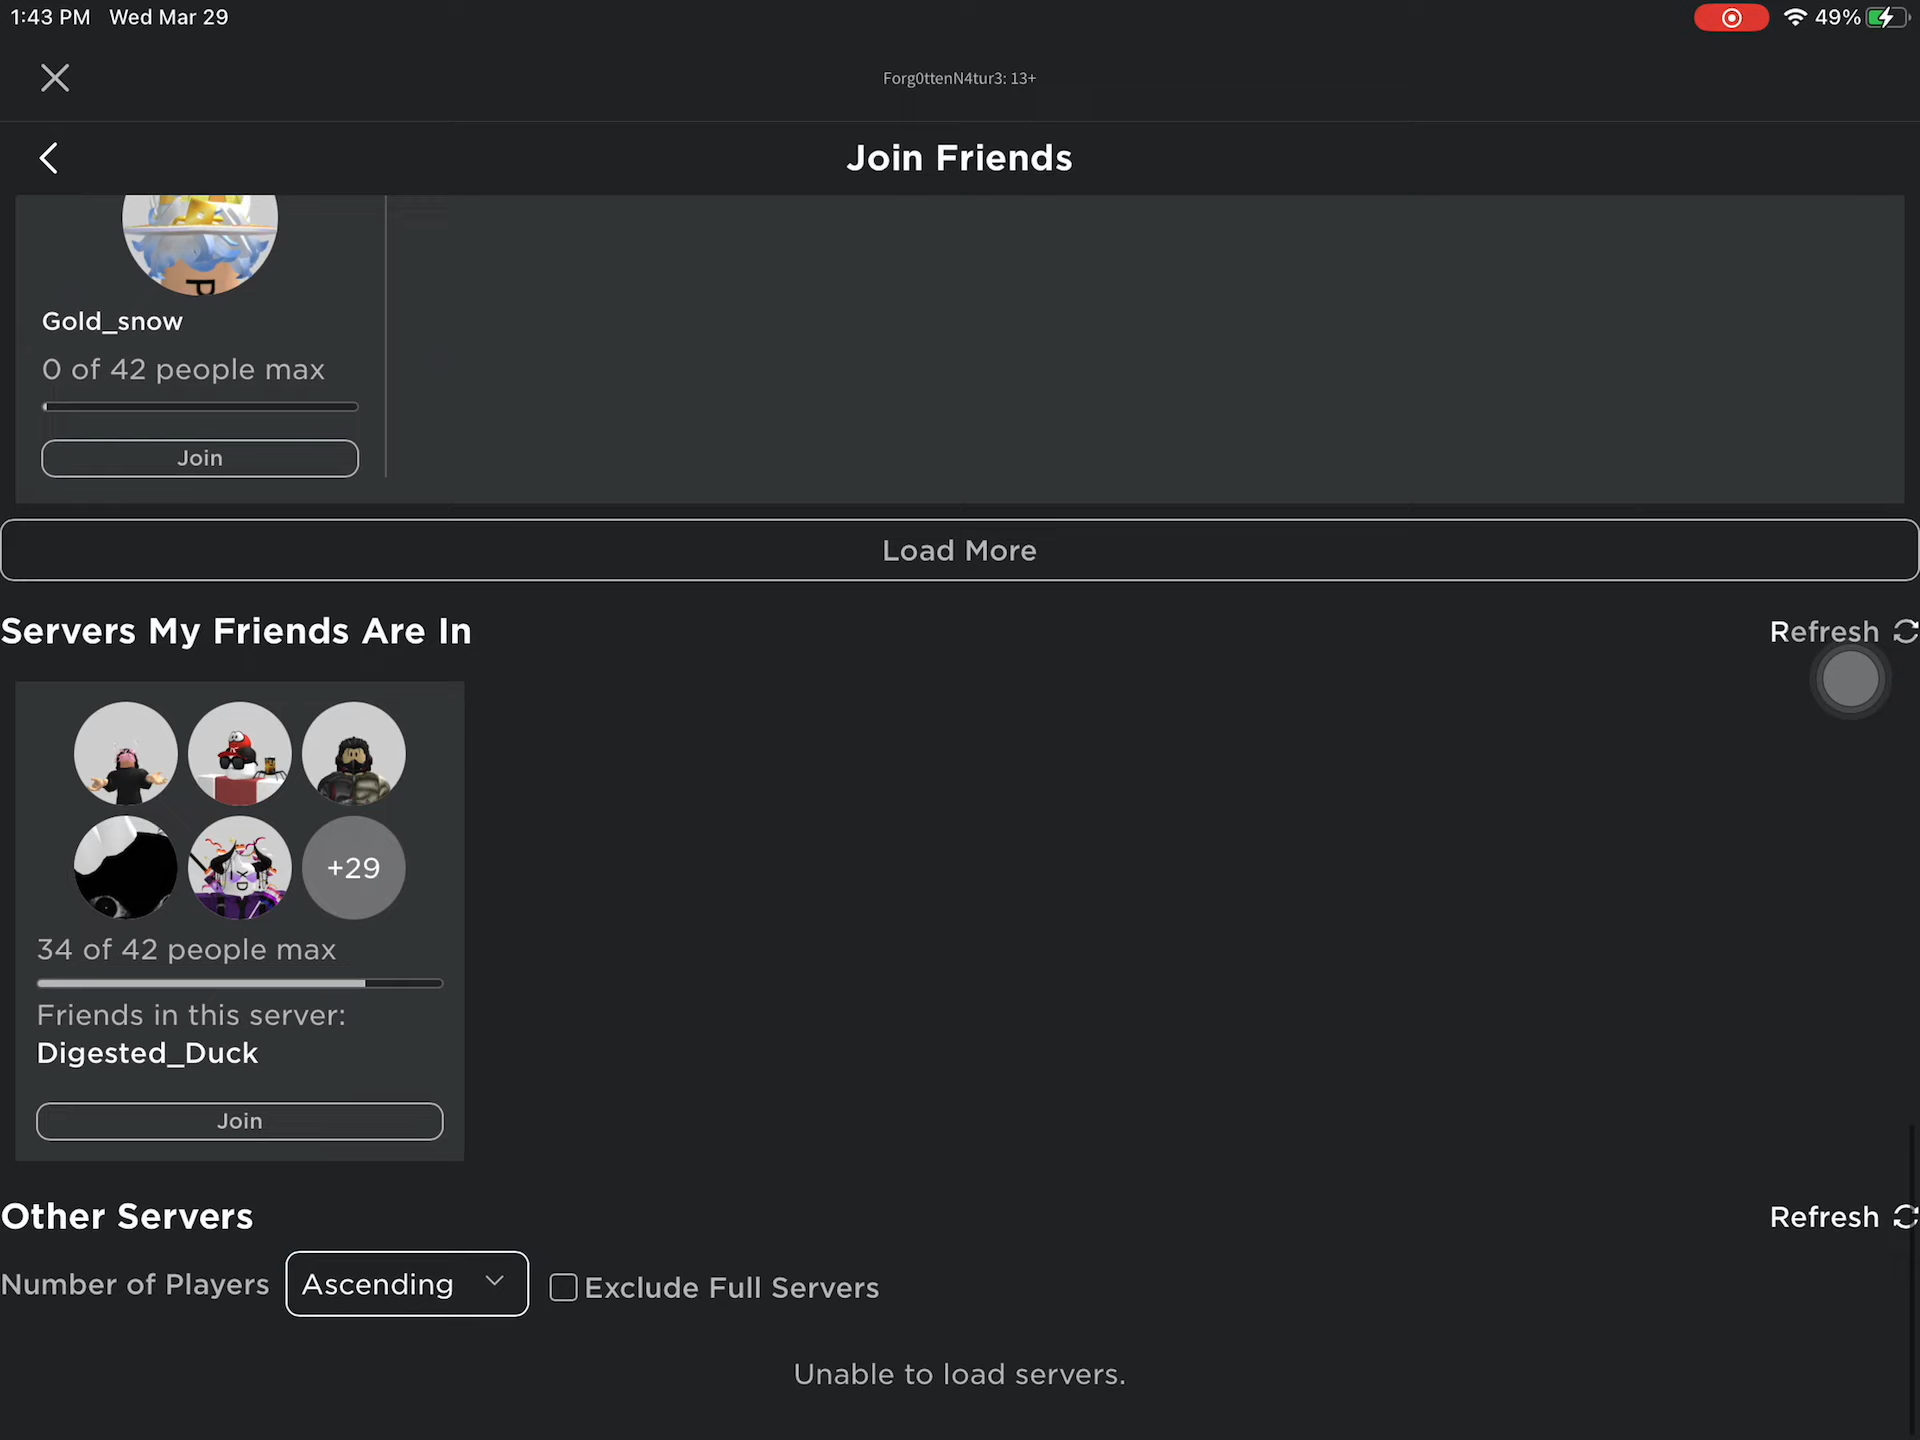 1:43 PM Wed Mar 29
49%
Forg0ttenN4tur3: 13+
Join Friends
P
Gold_snow
0 of 42 people max
Join
Load More
Servers My Friends Are In
Refresh
+29
34 of 42 people max
Friends in this server:
Digested_Duck
Join
Other Servers
Refresh
Number of Players
Ascending
Exclude Full Servers
Unable to load servers.